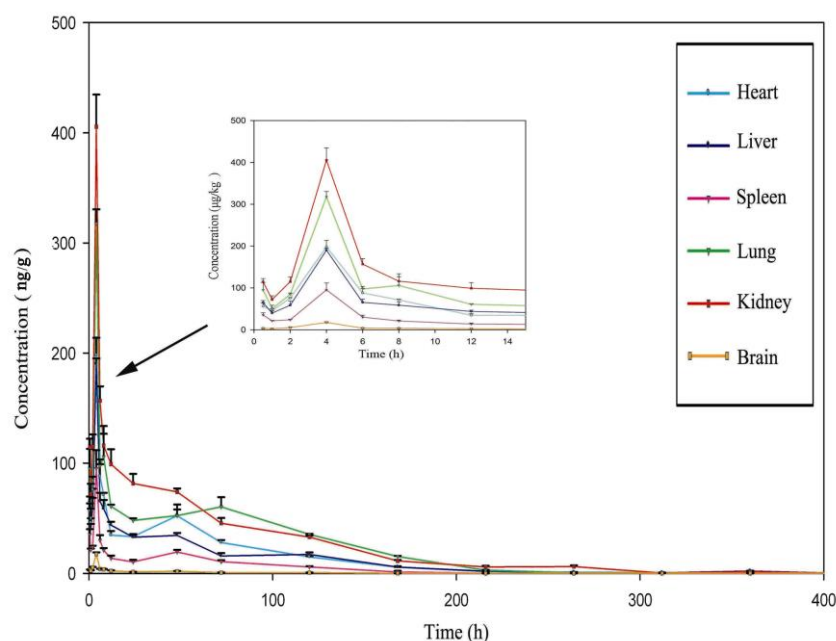 500
400
300
200
100
0
Concentration ( ng/g)
0 100 200 300 400
Time (h)
500
400
300
200
100
0
Concentration (µg/kg)
0 2 4 6 8 10 12 14
Time (h)
Heart
Liver
Spleen
Lung
Kidney
Brain